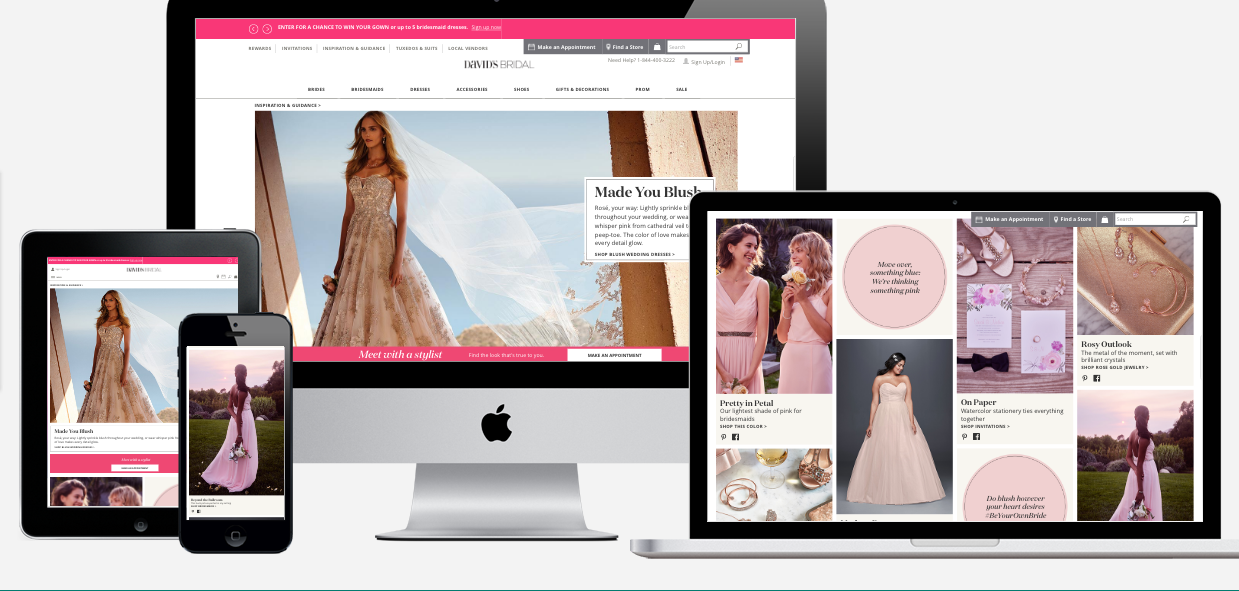 ENTER FOR A CHANCE TO WIN YOUR GOWN or up to 5 bridesmaid dresses. Sign up now
REWARDS INVITATIONS INSPIRATION & GUIDANCE TUXEDOS & SUITS LOCAL VENDORS
Make an Appointment Find a Store Search
Need Help? 1-844-400-3222 Sign Up/Login
DAVID'S BRIDAL
BRIDES BRIDESMAIDS DRESSES ACCESSORIES SHOES GIFTS & DECORATIONS PROM SALE
INSPIRATION & GUIDANCE >
Made You Blush
Rosé, your way: Lightly sprinkle bl
throughout your wedding, or wea
whisper pink from cathedral veil t
peep-toe. The color of love makes
every detail glow.
SHOP BLUSH WEDDING DRESSES >
Meet with a stylist Find the look that's true to you. MAKE AN APPOINTMENT
DAVID'S BRIDAL
Made You Blush
Meet with a stylist
Make an Appointment Find a Store Search
Move over,
something blue:
We're thinking
something pink
Pretty in Petal
Our lightest shade of pink for
bridesmaids
SHOP THIS COLOR >
On Paper
Watercolor stationery ties everything
together
SHOP INVITATIONS >
Rosy Outlook
The metal of the moment, set with
brilliant crystals
SHOP ROSE GOLD JEWELRY >
Do blush however
your heart desires
#BeYourOwnBride